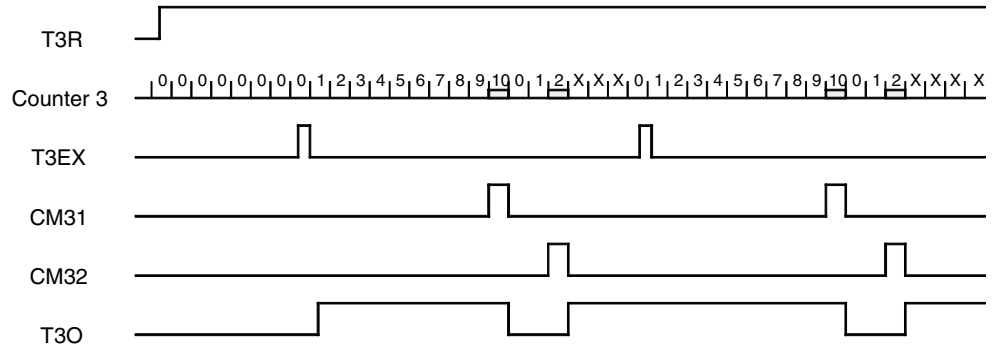 T3R
Counter 3 0 0 0 0 0 0 0 0 1 2 3 4 5 6 7 8 9 10 0 1 2 X X X 0 1 2 3 4 5 6 7 8 9 10 0 1 2 X X X X
T3EX
CM31
CM32
T3O